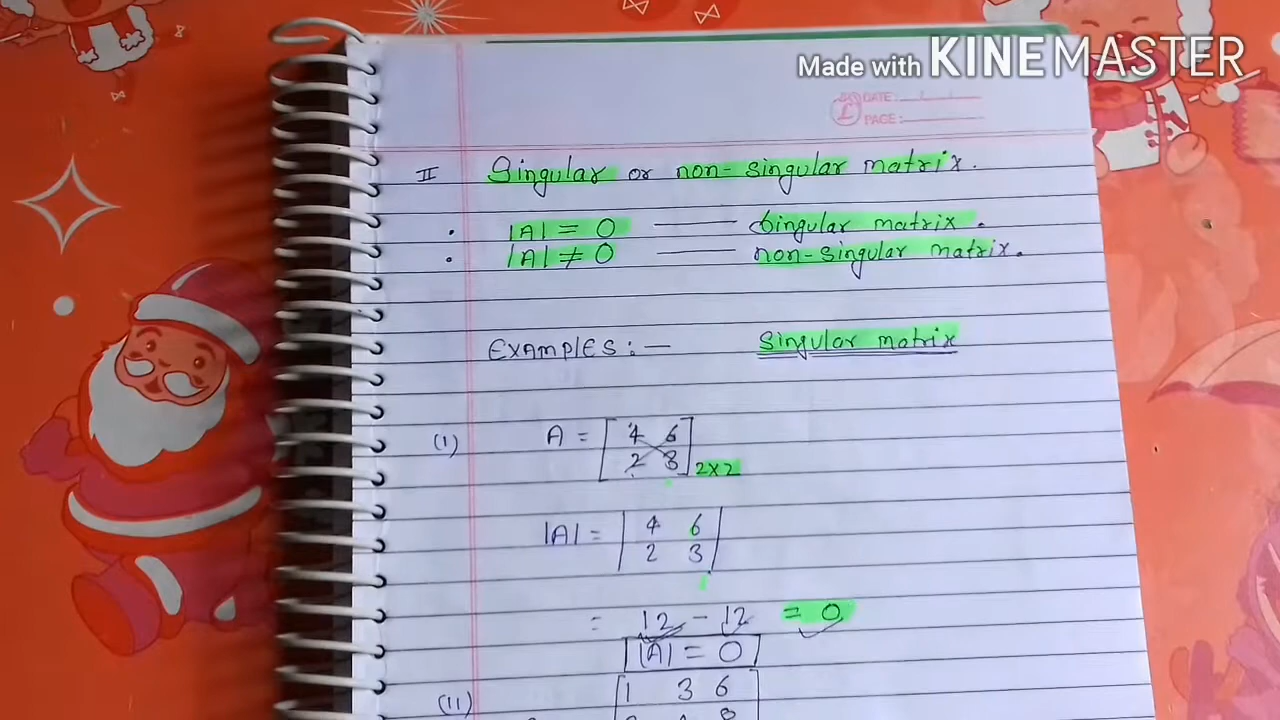 Made with KINEMASTER
DATE:
PAGE:
II Singular or non-singular matrix.
. |A| = 0 —— Singular matrix.
. |A| ≠ 0 —— non-singular matrix.
EXAMPLES:— Singular matrix
(I) A = [ 4 6
2 3 ] 2x2
|A| = | 4 6
2 3 |
= 12 - 12 = 0
|A| = 0
(II) [ 1 3 6